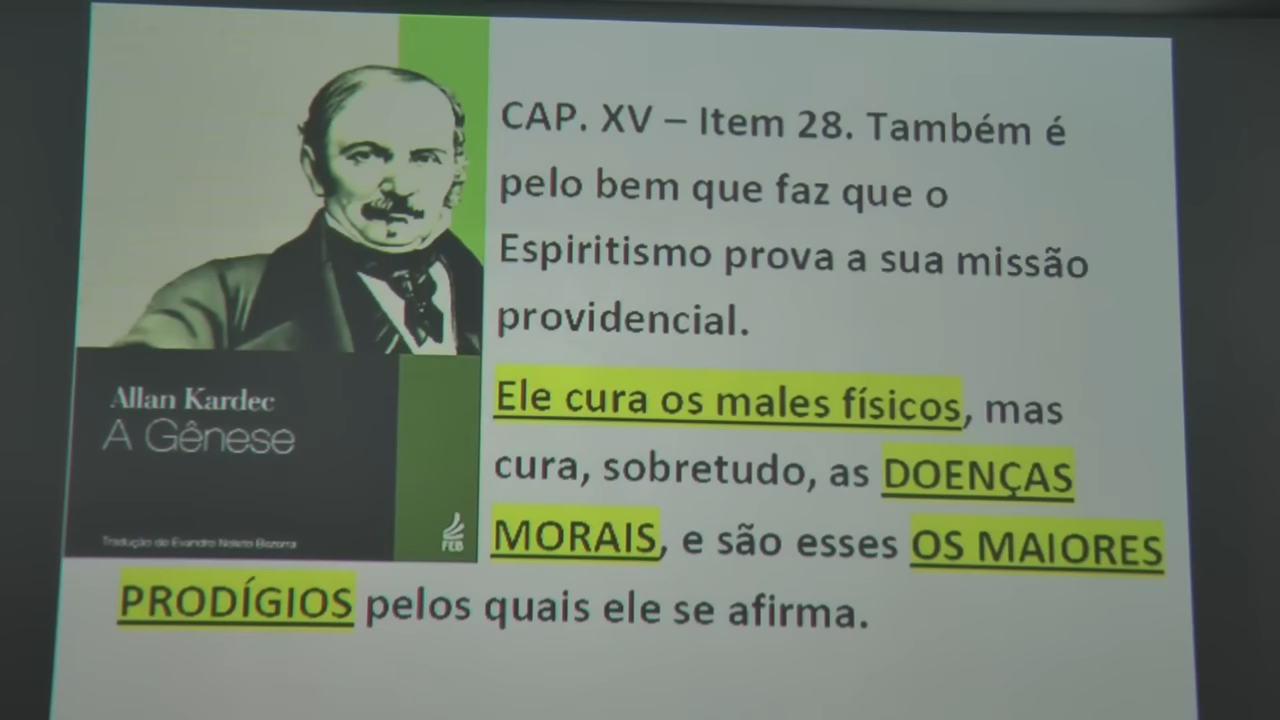 CAP. XV – Item 28. Também é
pelo bem que faz que o
Espiritismo prova a sua missão
providencial.
Ele cura os males físicos, mas
cura, sobretudo, as DOENÇAS
MORAIS, e são esses OS MAIORES
PRODÍGIOS pelos quais ele se afirma.
Allan Kardec
A Gênese
Tradução de Evandro Noleto Bezerra
FEB